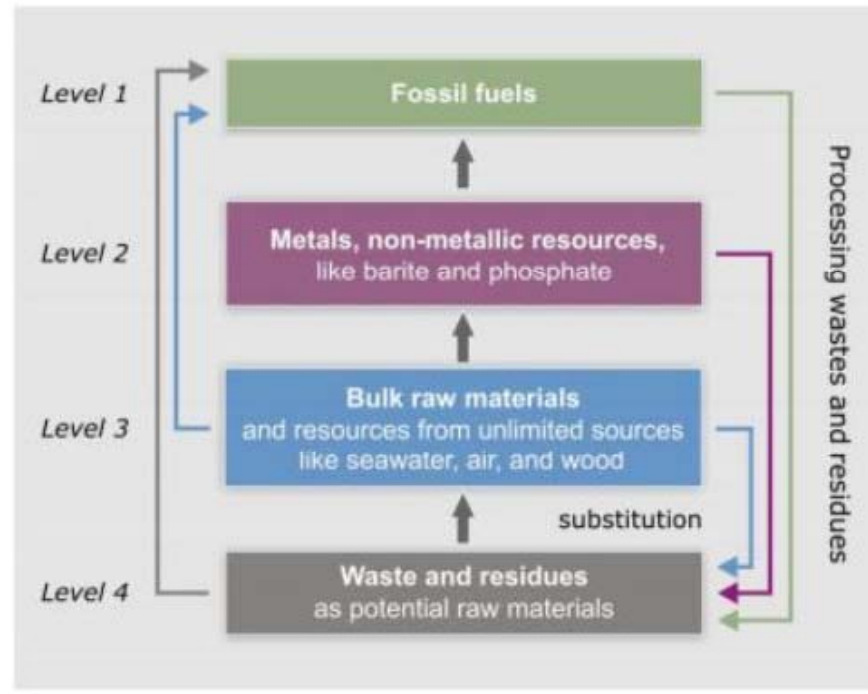 Level 1
Fossil fuels
Level 2
Metals, non-metallic resources,
like barite and phosphate
Level 3
Bulk raw materials
and resources from unlimited sources
like seawater, air, and wood
substitution
Level 4
Waste and residues
as potential raw materials
Processing wastes and residues